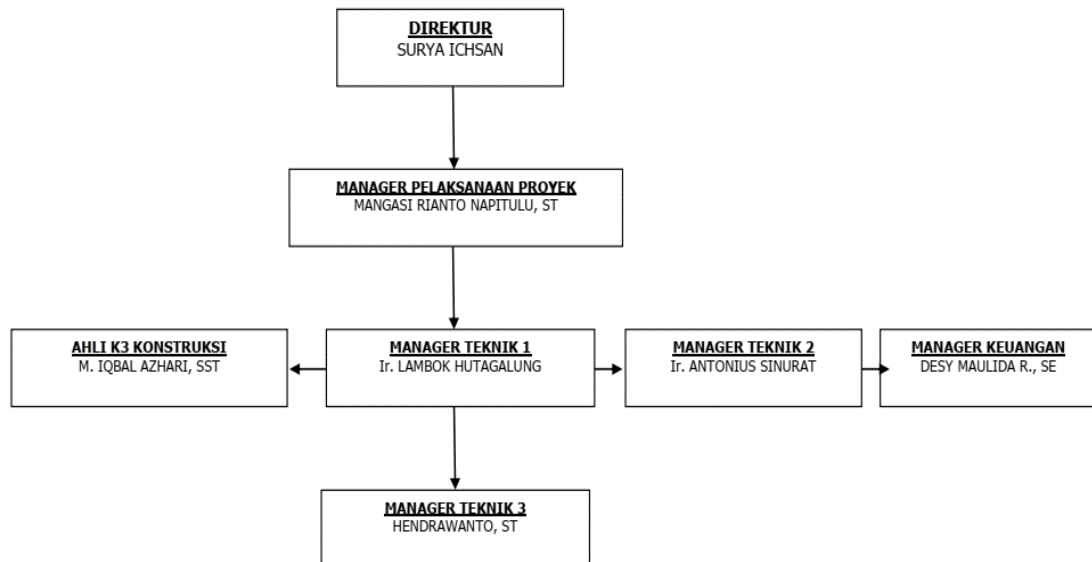 DIREKTUR
SURYA ICHSAN
MANAGER PELAKSANAAN PROYEK
MANGASI RIANTO NAPITULU, ST
AHLI K3 KONSTRUKSI
M. IQBAL AZHARI, SST
MANAGER TEKNIK 1
Ir. LAMBOK HUTAGALUNG
MANAGER TEKNIK 2
Ir. ANTONIUS SINURAT
MANAGER KEUANGAN
DESY MAULIDA R., SE
MANAGER TEKNIK 3
HENDRAWANTO, ST